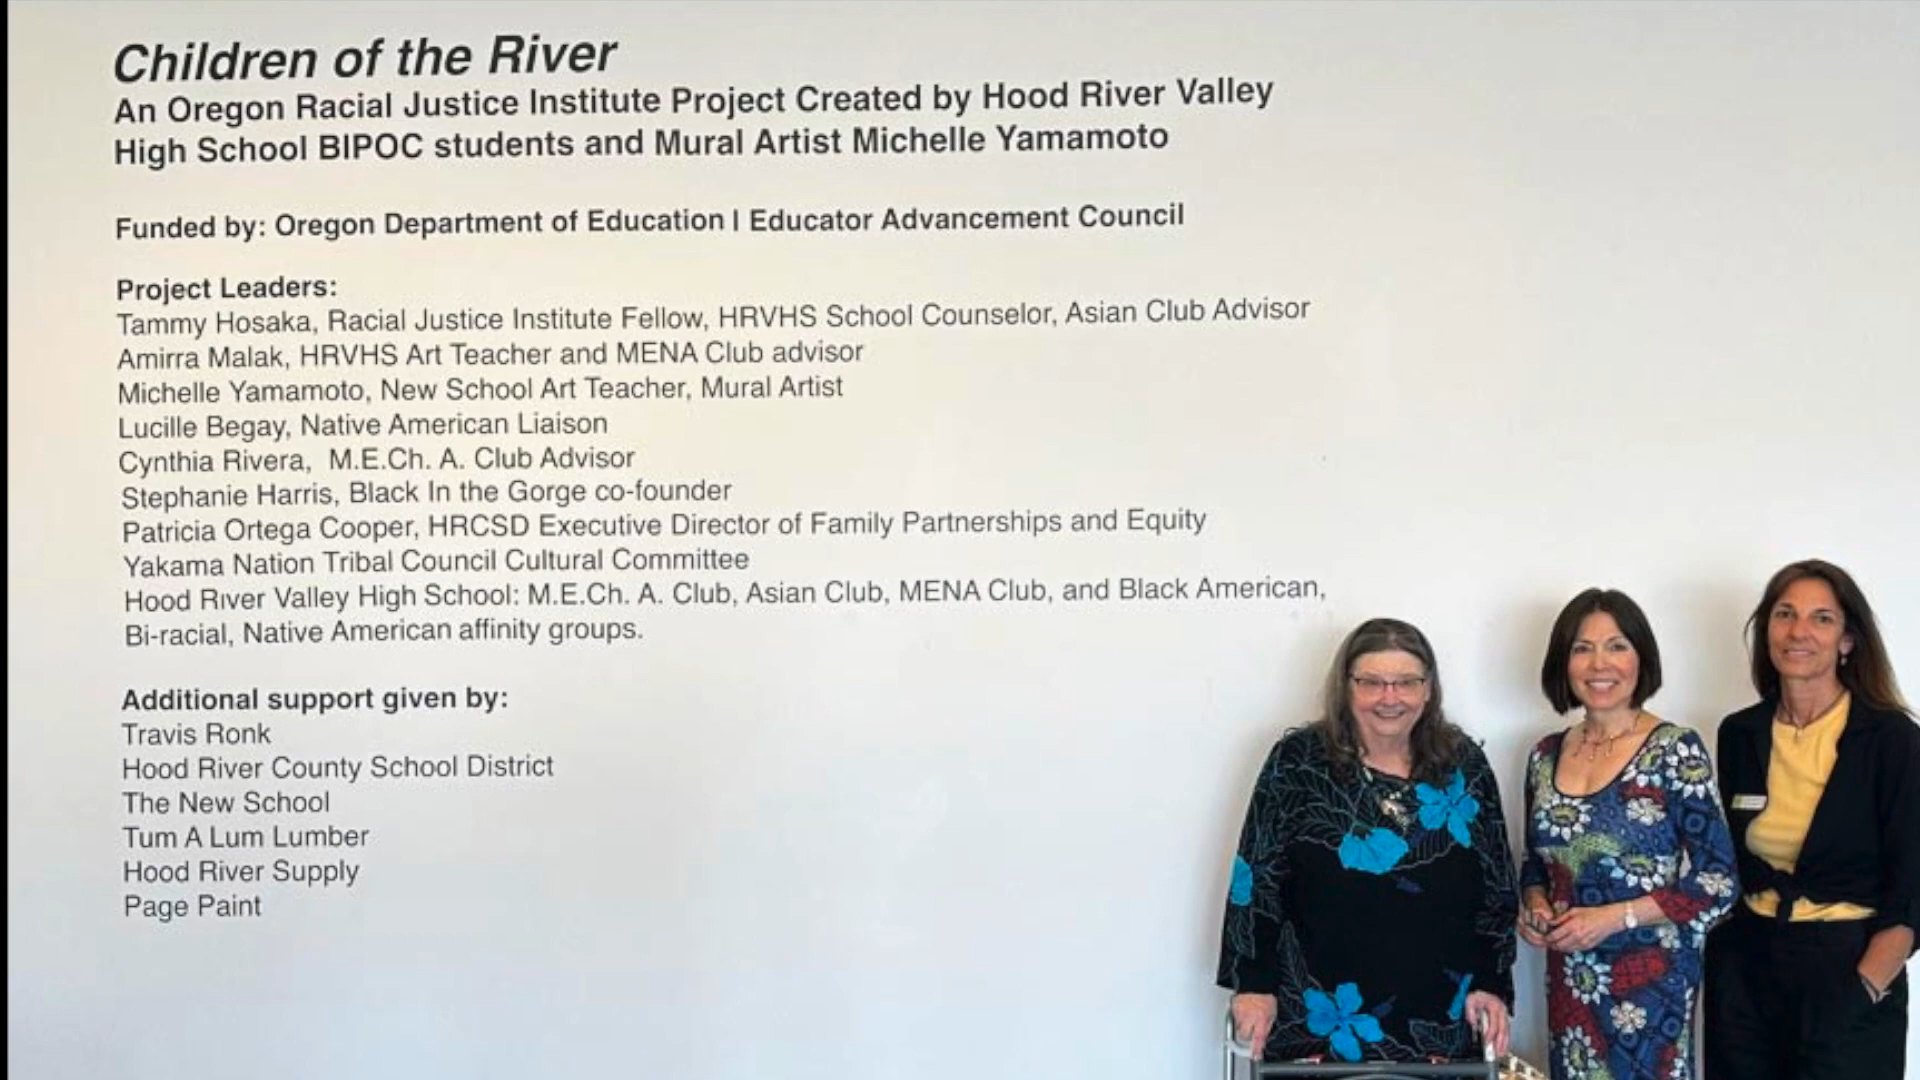 Children of the River
An Oregon Racial Justice Institute Project Created by Hood River Valley
High School BIPOC students and Mural Artist Michelle Yamamoto
Funded by: Oregon Department of Education | Educator Advancement Council
Project Leaders:
Tammy Hosaka, Racial Justice Institute Fellow, HRVHS School Counselor, Asian Club Advisor
Amirra Malak, HRVHS Art Teacher and MENA Club advisor
Michelle Yamamoto, New School Art Teacher, Mural Artist
Lucille Begay, Native American Liaison
Cynthia Rivera, M.E.Ch. A. Club Advisor
Stephanie Harris, Black In the Gorge co-founder
Patricia Ortega Cooper, HRCSD Executive Director of Family Partnerships and Equity
Yakama Nation Tribal Council Cultural Committee
Hood River Valley High School: M.E.Ch. A. Club, Asian Club, MENA Club, and Black American,
Bi-racial, Native American affinity groups.
Additional support given by:
Travis Ronk
Hood River County School District
The New School
Tum A Lum Lumber
Hood River Supply
Page Paint